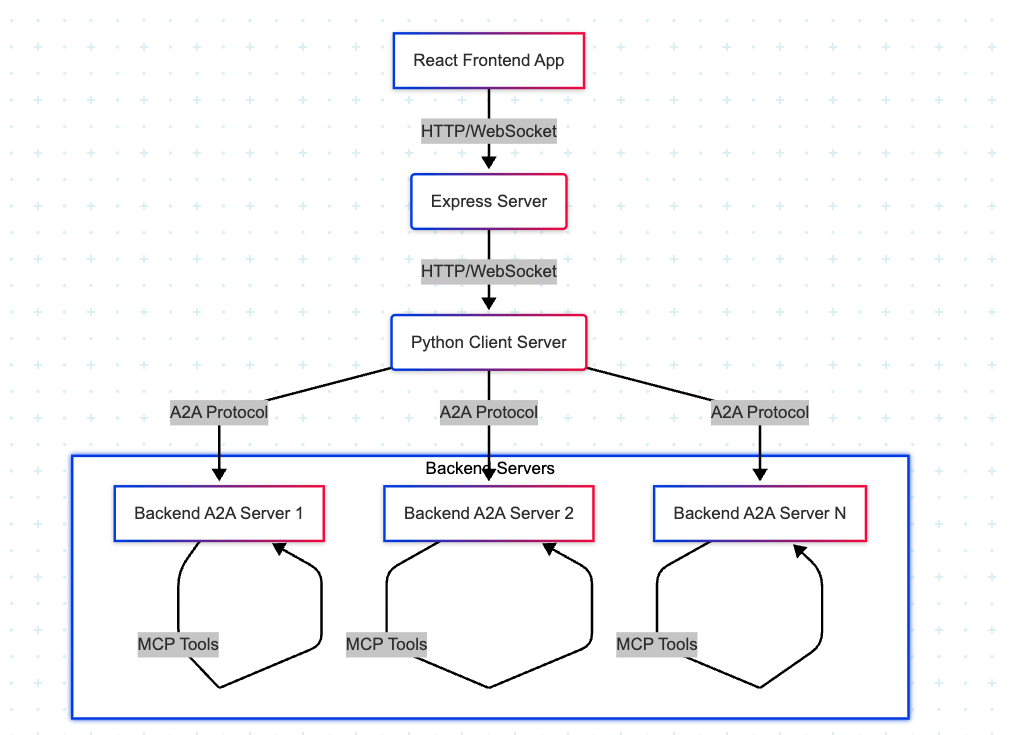 React Frontend App
HTTP/WebSocket
Express Server
HTTP/WebSocket
Python Client Server
A2A Protocol
A2A Protocol
A2A Protocol
Backend Servers
Backend A2A Server 1
Backend A2A Server 2
Backend A2A Server N
MCP Tools
MCP Tools
MCP Tools